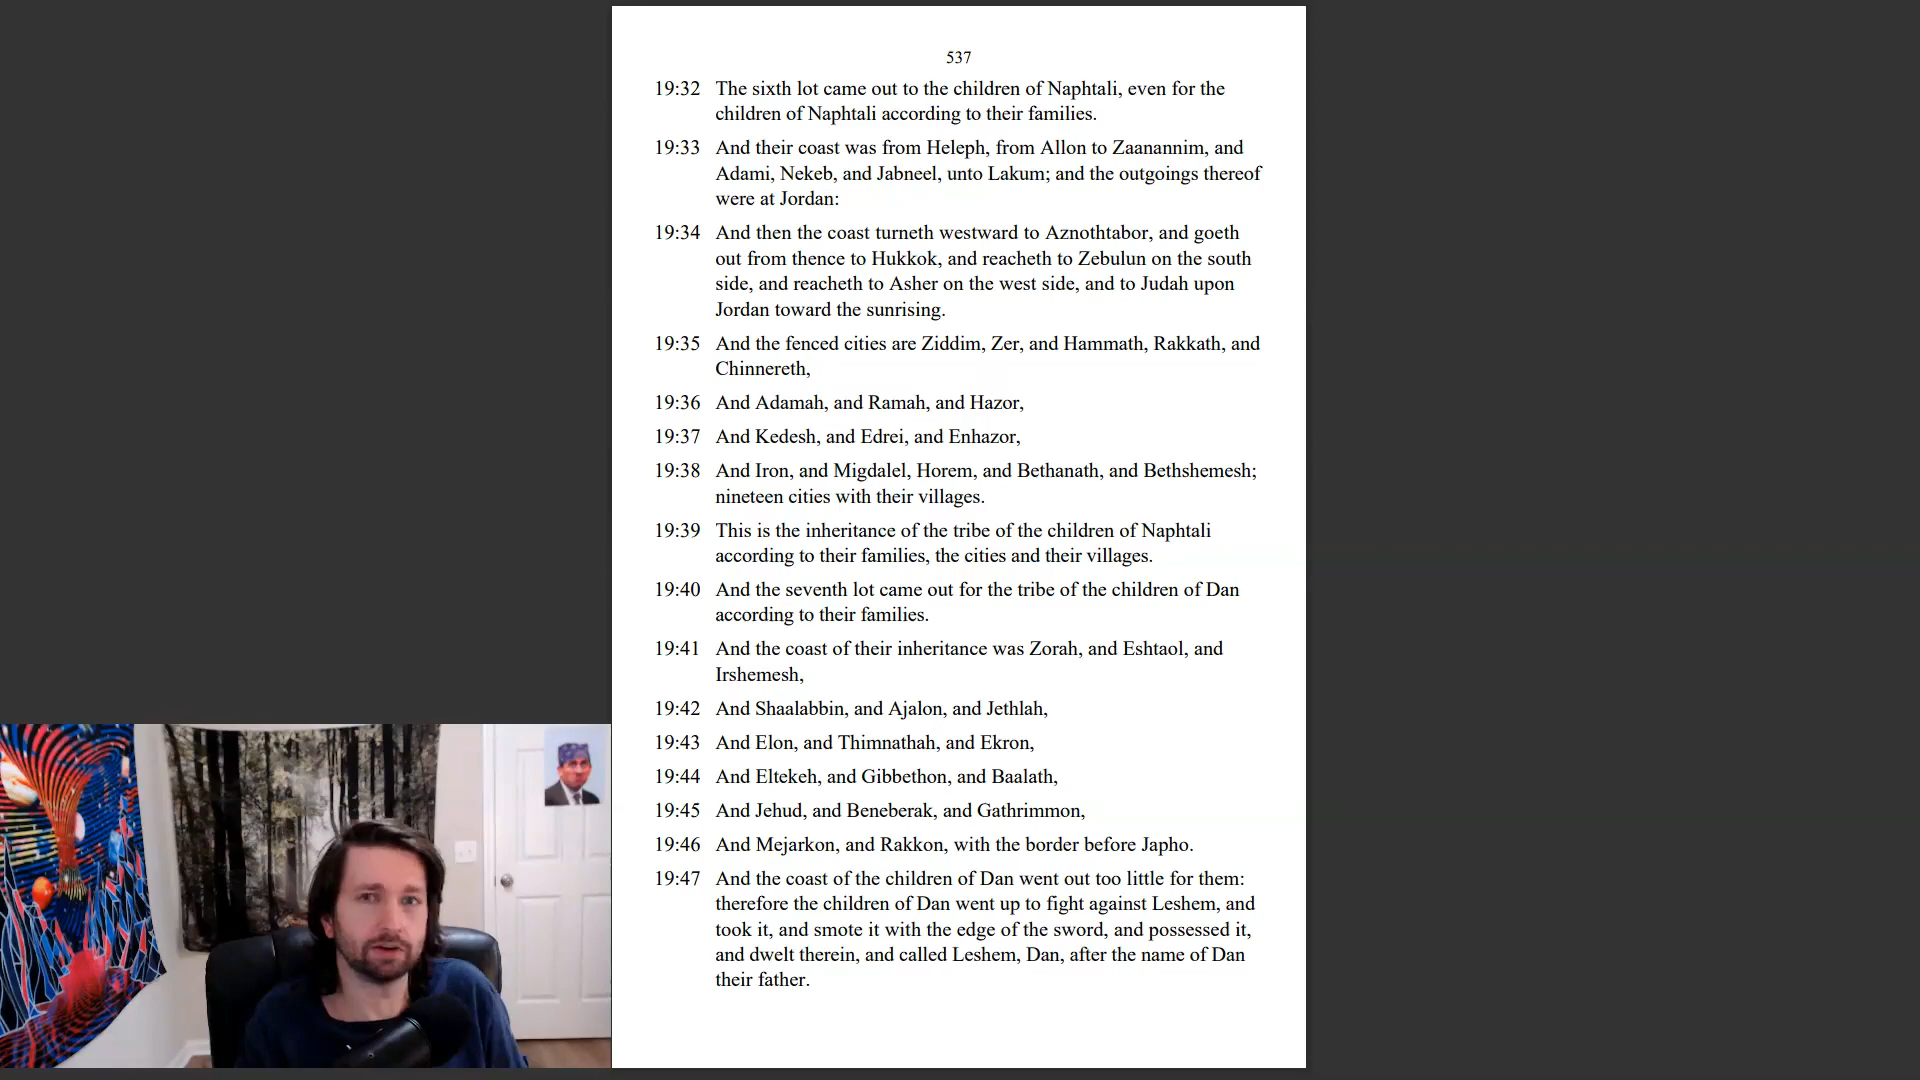 537
19:32 The sixth lot came out to the children of Naphtali, even for the
children of Naphtali according to their families.
19:33 And their coast was from Heleph, from Allon to Zaanannim, and
Adami, Nekeb, and Jabneel, unto Lakum; and the outgoings thereof
were at Jordan:
19:34 And then the coast turneth westward to Aznothtabor, and goeth
out from thence to Hukkok, and reacheth to Zebulun on the south
side, and reacheth to Asher on the west side, and to Judah upon
Jordan toward the sunrising.
19:35 And the fenced cities are Ziddim, Zer, and Hammath, Rakkath, and
Chinnereth,
19:36 And Adamah, and Ramah, and Hazor,
19:37 And Kedesh, and Edrei, and Enhazor,
19:38 And Iron, and Migdalel, Horem, and Bethanath, and Bethshemesh;
nineteen cities with their villages.
19:39 This is the inheritance of the tribe of the children of Naphtali
according to their families, the cities and their villages.
19:40 And the seventh lot came out for the tribe of the children of Dan
according to their families.
19:41 And the coast of their inheritance was Zorah, and Eshtaol, and
Irshemesh,
19:42 And Shaalabbin, and Ajalon, and Jethlah,
19:43 And Elon, and Thimnathah, and Ekron,
19:44 And Eltekeh, and Gibbethon, and Baalath,
19:45 And Jehud, and Beneberak, and Gathrimmon,
19:46 And Mejarkon, and Rakkon, with the border before Japho.
19:47 And the coast of the children of Dan went out too little for them:
therefore the children of Dan went up to fight against Leshem, and
took it, and smote it with the edge of the sword, and possessed it,
and dwelt therein, and called Leshem, Dan, after the name of Dan
their father.